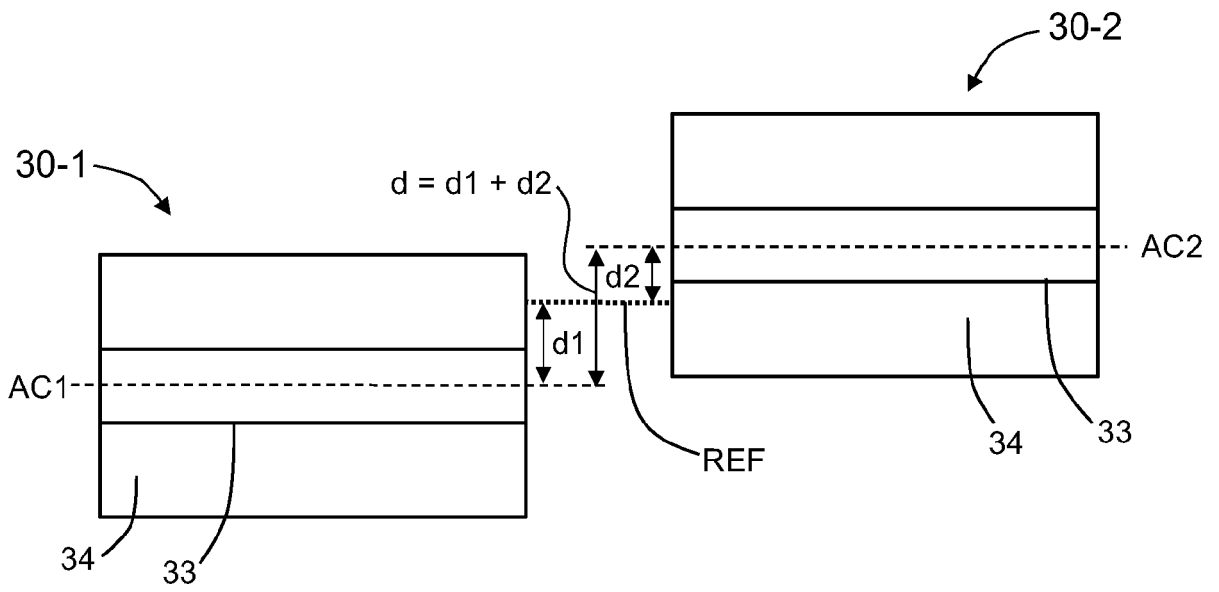 30-2
30-1
d = d1 + d2
AC2
d2
d1
AC1
REF
34
33
34
33